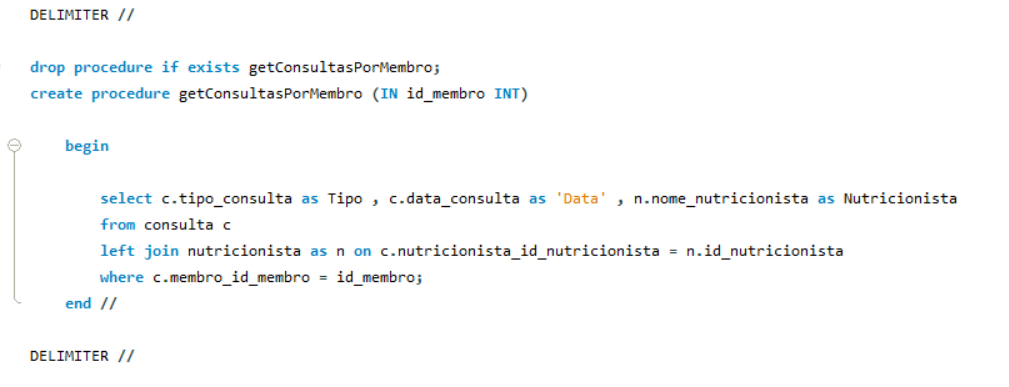 DELIMITER //
drop procedure if exists getConsultasPorMembro;
create procedure getConsultasPorMembro (IN id_membro INT)
begin
select c.tipo_consulta as Tipo , c.data_consulta as 'Data' , n.nome_nutricionista as Nutricionista
from consulta c
left join nutricionista as n on c.nutricionista_id_nutricionista = n.id_nutricionista
where c.membro_id_membro = id_membro;
end //
DELIMITER //